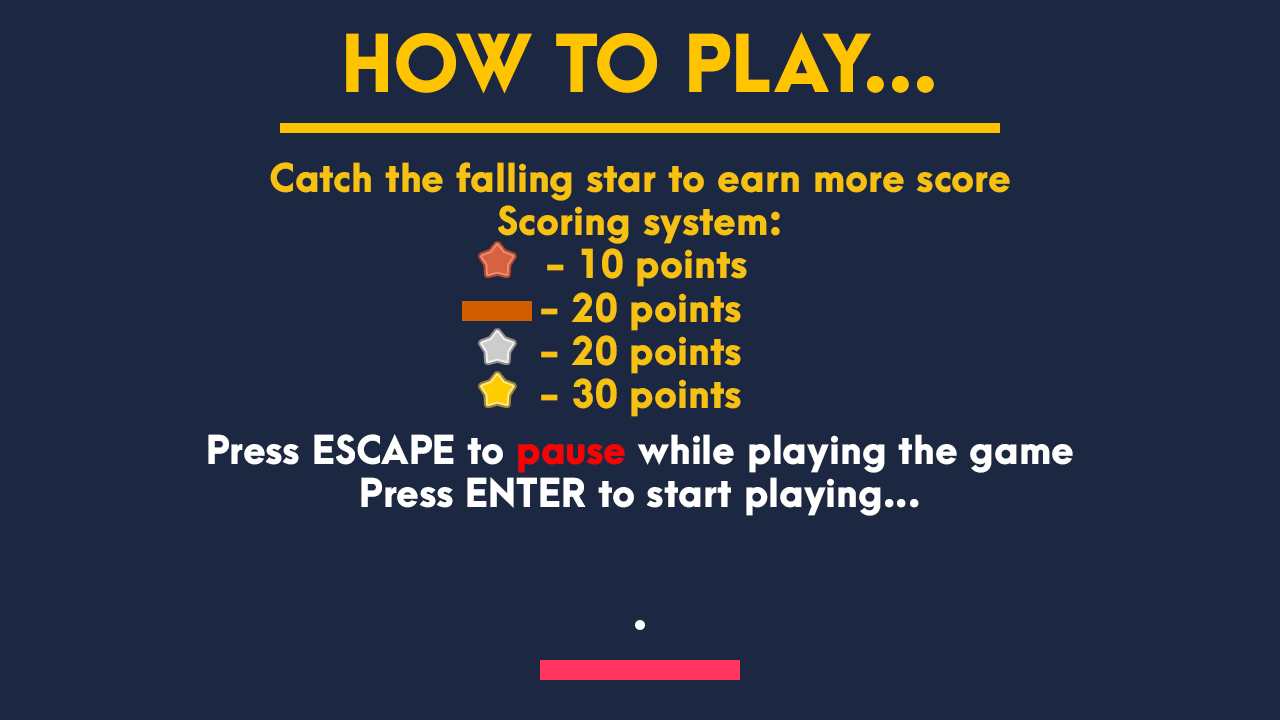 HOW TO PLAY...
Catch the falling star to earn more score
Scoring system:
- 10 points
- 20 points
- 20 points
- 30 points
Press ESCAPE to pause while playing the game
Press ENTER to start playing...